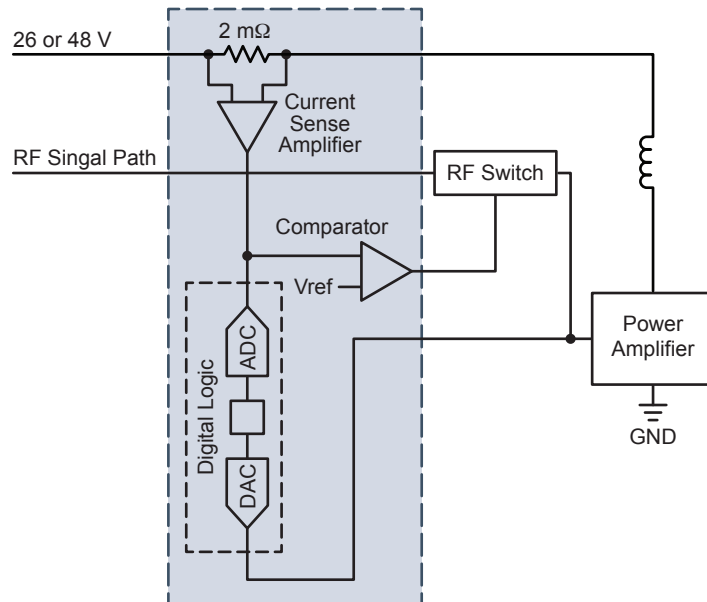 2 mΩ
26 or 48 V
Current
Sense
Amplifier
RF Singal Path
RF Switch
Comparator
Vref
Power
Amplifier
GND
Digital Logic
ADC
DAC